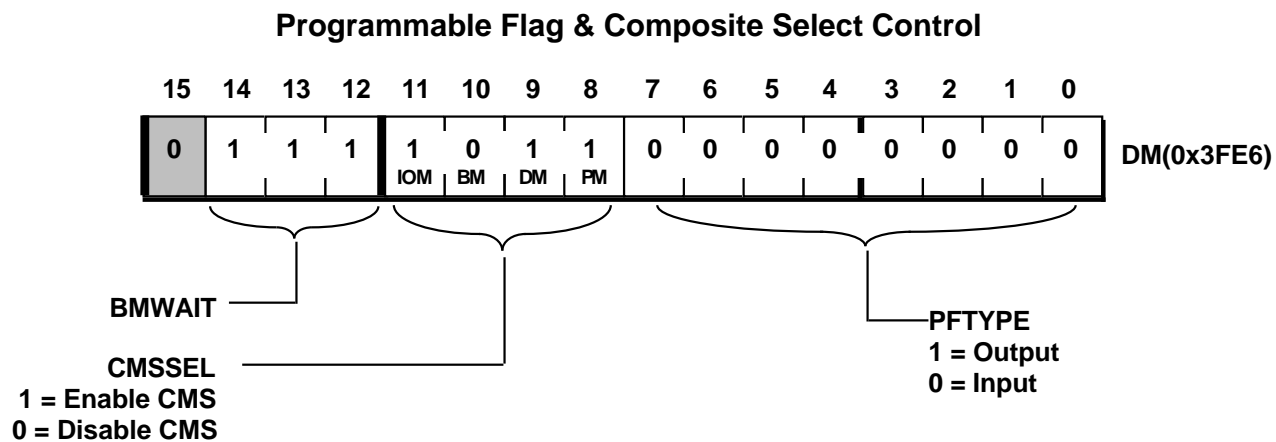 Programmable Flag & Composite Select Control
15 14 13 12 11 10 9 8 7 6 5 4 3 2 1 0
0 1 1 1 1 0 1 1 0 0 0 0 0 0 0 0
IOM BM DM PM
DM(0x3FE6)
BMWAIT
CMSSEL
1 = Enable CMS
0 = Disable CMS
PFTYPE
1 = Output
0 = Input